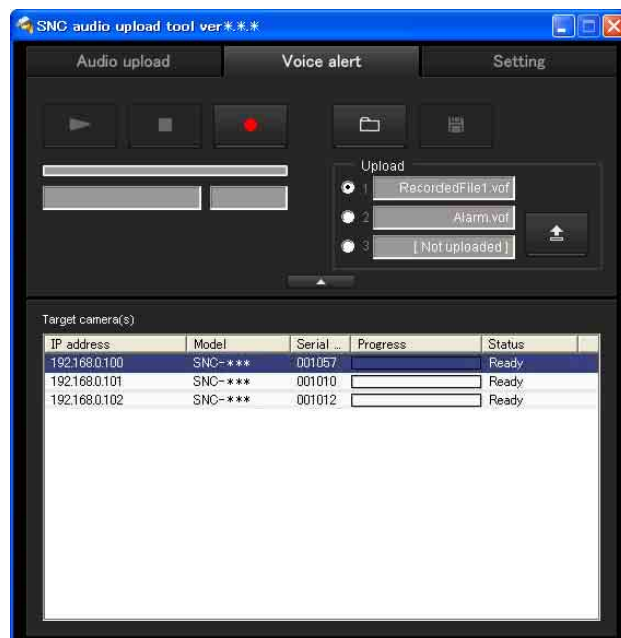 SNC audio upload tool ver*.*.*
Audio upload Voice alert Setting
Upload
1 RecordedFile1.vof
2 Alarm.vof
3 [ Not uploaded ]
Target camera(s)
IP address Model Serial ... Progress Status
192.168.0.100 SNC-*** 001057 Ready
192.168.0.101 SNC-*** 001010 Ready
192.168.0.102 SNC-*** 001012 Ready